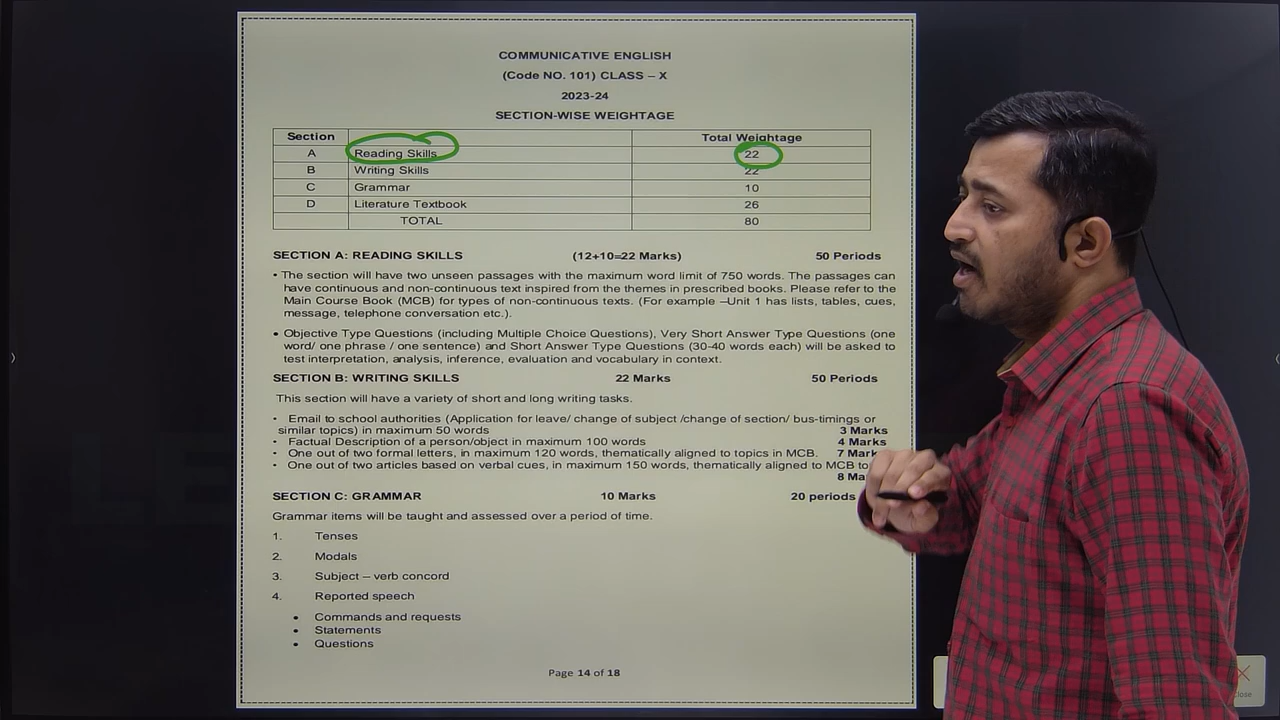 COMMUNICATIVE ENGLISH
(Code NO. 101) CLASS – X
2023-24
SECTION-WISE WEIGHTAGE
Section Total Weightage
A Reading Skills 22
B Writing Skills 22
C Grammar 10
D Literature Textbook 26
TOTAL 80
SECTION A: READING SKILLS (12+10=22 Marks) 50 Periods
• The section will have two unseen passages with the maximum word limit of 750 words. The passages can
have continuous and non-continuous text inspired from the themes in prescribed books. Please refer to the
Main Course Book (MCB) for types of non-continuous texts. (For example –Unit 1 has lists, tables, cues,
message, telephone conversation etc.).
• Objective Type Questions (including Multiple Choice Questions), Very Short Answer Type Questions (one
word/ one phrase / one sentence) and Short Answer Type Questions (30-40 words each) will be asked to
test interpretation, analysis, inference, evaluation and vocabulary in context.
SECTION B: WRITING SKILLS 22 Marks 50 Periods
This section will have a variety of short and long writing tasks.
• Email to school authorities (Application for leave/ change of subject /change of section/ bus-timings or
similar topics) in maximum 50 words 3 Marks
• Factual Description of a person/object in maximum 100 words 4 Marks
• One out of two formal letters, in maximum 120 words, thematically aligned to topics in MCB. 7 Mark
• One out of two articles based on verbal cues, in maximum 150 words, thematically aligned to MCB to
8 Ma
SECTION C: GRAMMAR 10 Marks 20 periods
Grammar items will be taught and assessed over a period of time.
1. Tenses
2. Modals
3. Subject – verb concord
4. Reported speech
• Commands and requests
• Statements
• Questions
Page 14 of 18